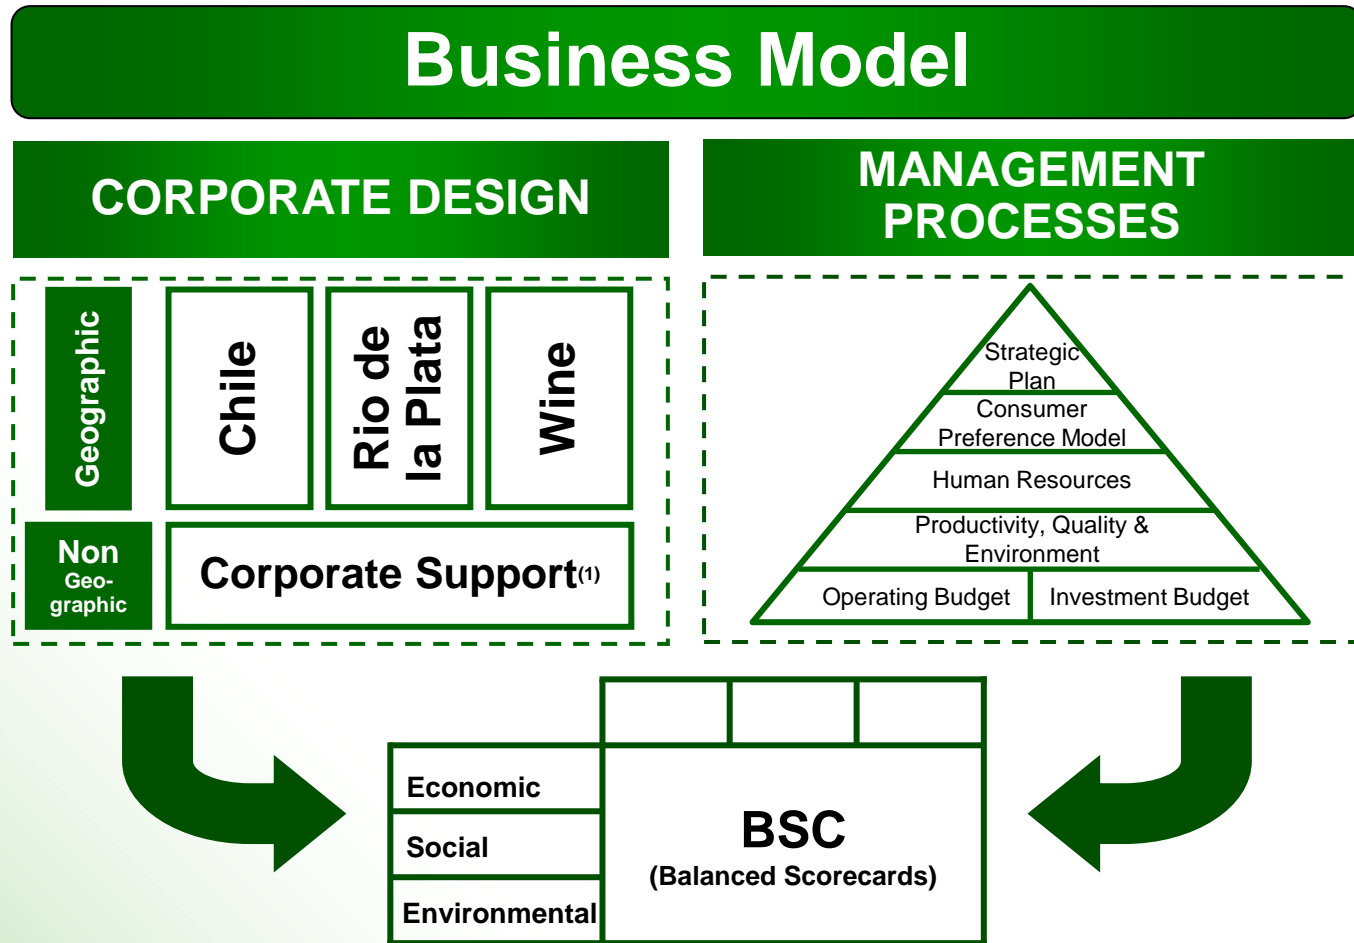 Business Model
CORPORATE DESIGN
MANAGEMENT
PROCESSES
Geographic
Chile
Rio de
la Plata
Wine
Non
Geo-
graphic
Corporate Support(1)
Strategic
Plan
Consumer
Preference Model
Human Resources
Productivity, Quality &
Environment
Operating Budget
Investment Budget
Economic
Social
Environmental
BSC
(Balanced Scorecards)